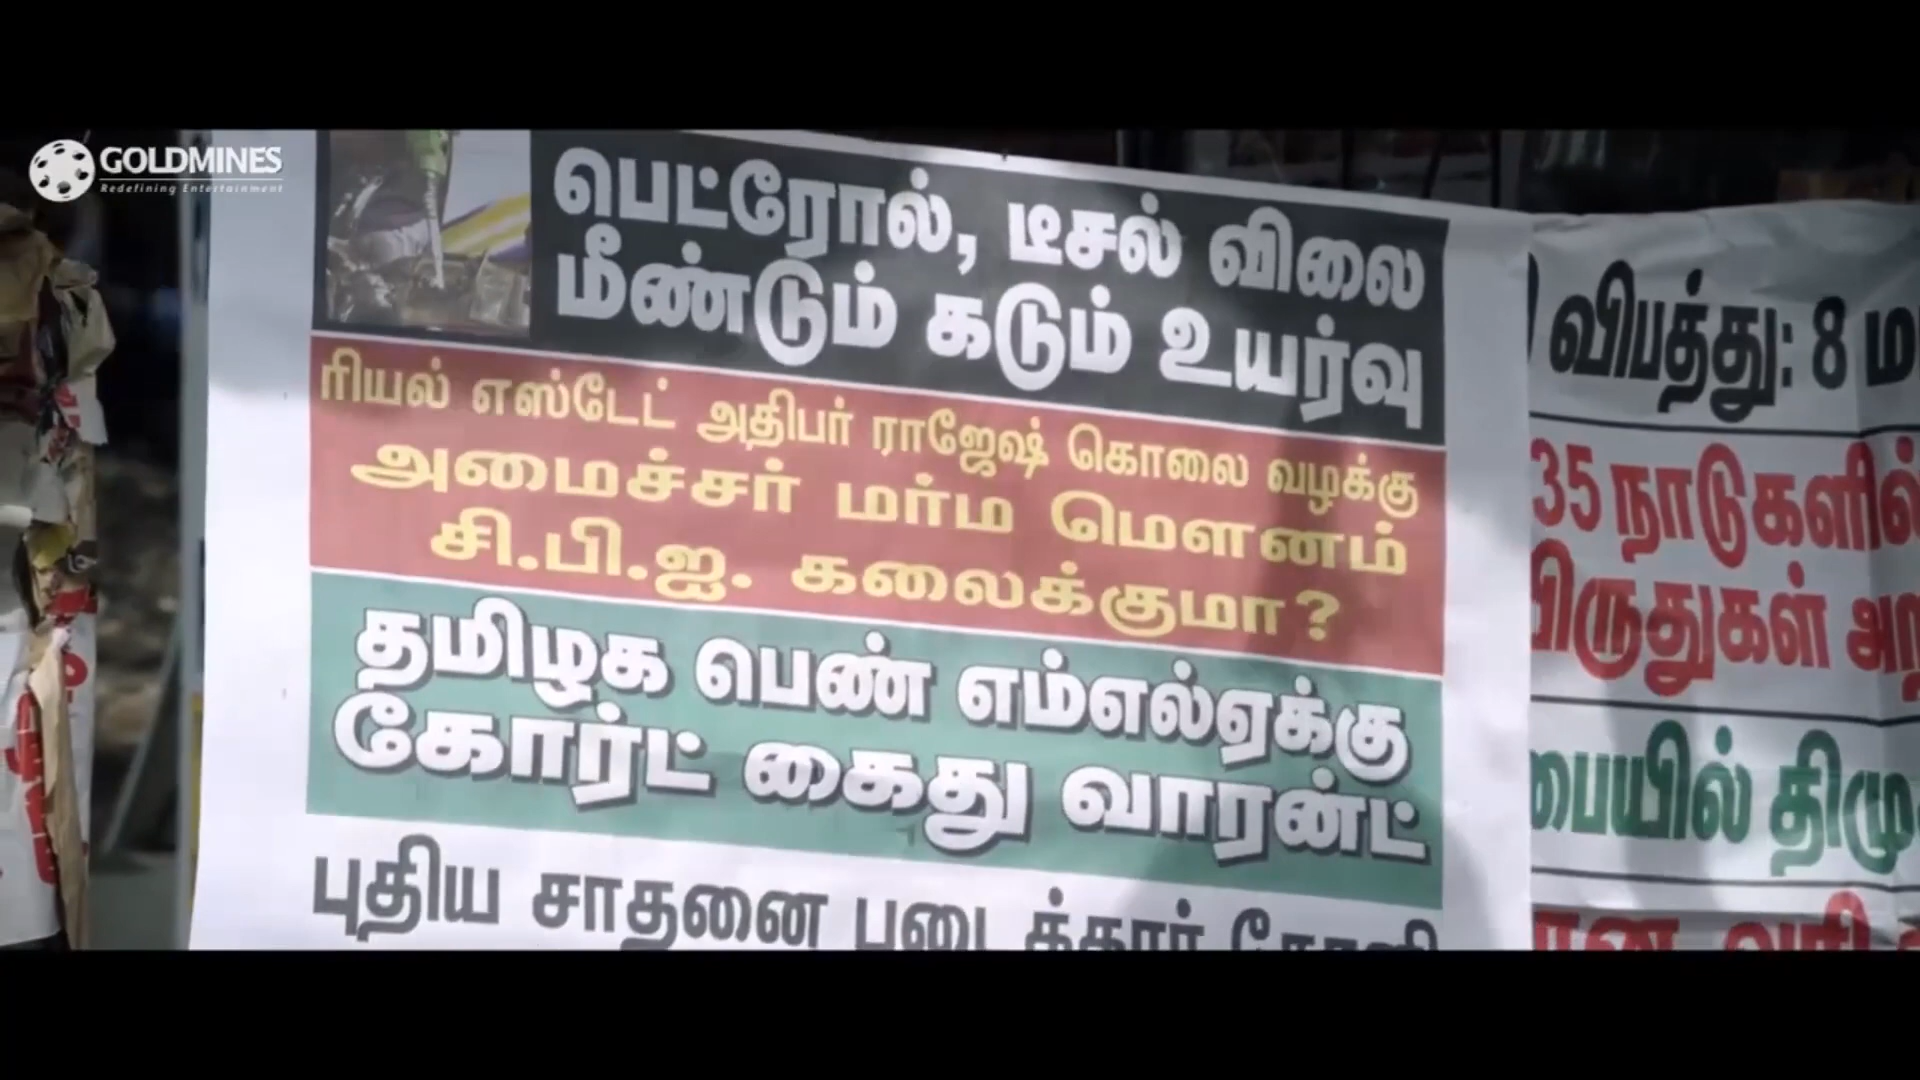 GOLDMINES
Redefining Entertainment
பெட்ரோல், டீசல் விலை
மீண்டும் கடும் உயர்வு
ரியல் எஸ்டேட் அதிபர் ராஜேஷ் கொலை வழக்கு
அமைச்சர் மர்ம மௌனம்
சி.பி.ஐ. கலைக்குமா?
தமிழக பெண் எம்எல்ஏக்கு
கோர்ட் கைது வாரன்ட்
புதிய சாதனை
விபத்து: 8
35 நாடுகளில்